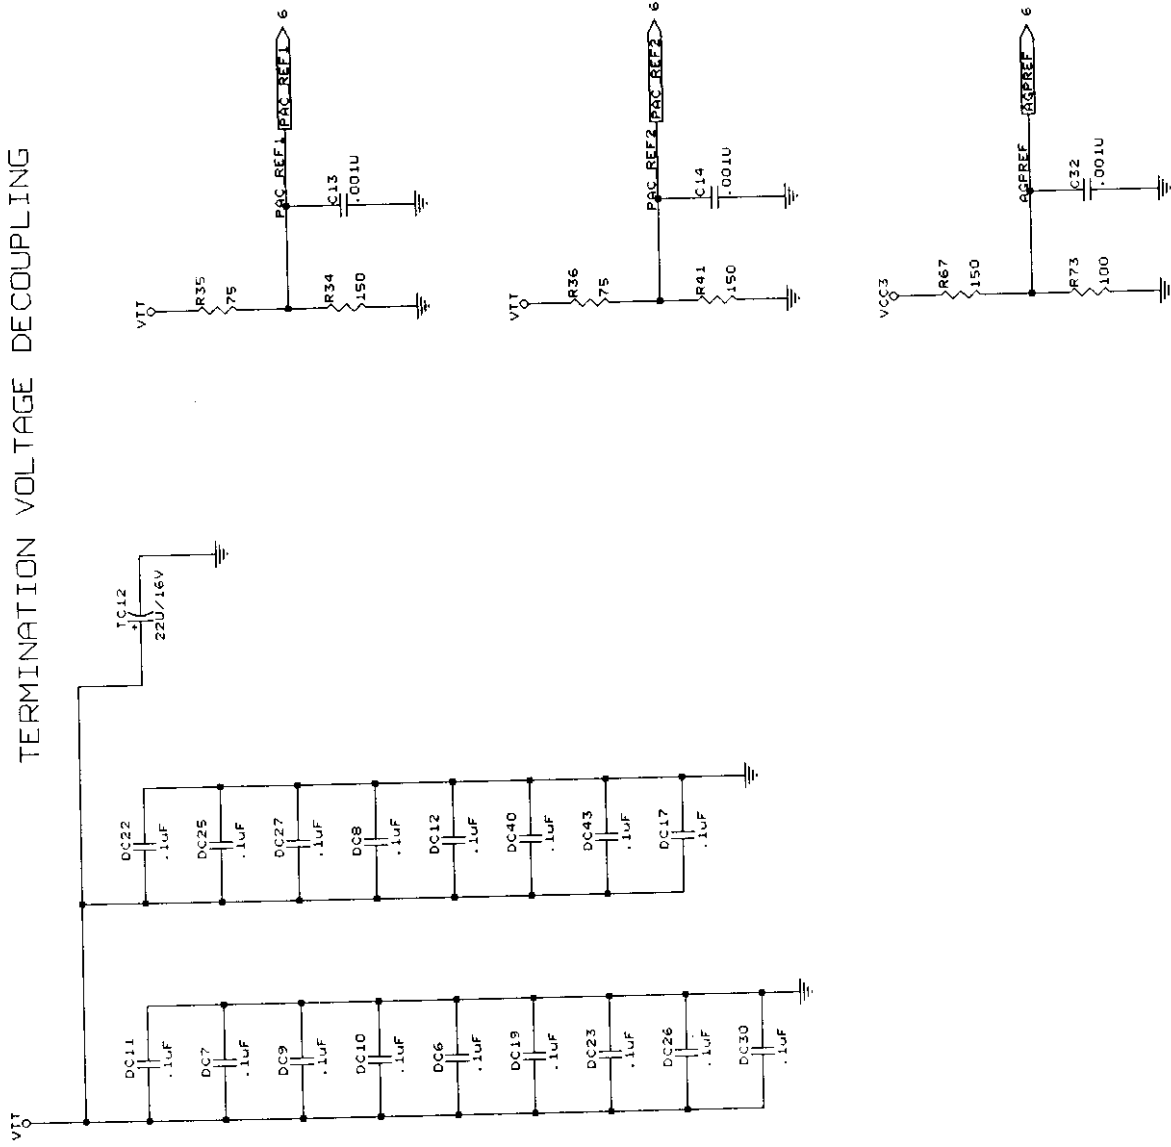 TERMINATION VOLTAGE DECOUPLING
VTT
DC11
.1uF
DC7
.1uF
DC9
.1uF
DC10
.1uF
DC6
.1uF
DC19
.1uF
DC23
.1uF
DC26
.1uF
DC30
.1uF
DC22
.1uF
DC25
.1uF
DC27
.1uF
DC8
.1uF
DC12
.1uF
DC40
.1uF
DC43
.1uF
DC17
.1uF
TC12
+
22U/16V
VTT
R35
75
R34
150
PAC_REF1
C13
.001U
PAC_REF1
6
VTT
R36
75
R41
150
PAC_REF2
C14
.001U
PAC_REF2
6
VCC3
R67
150
R73
100
AGPREF
C32
.001U
AGPREF
6